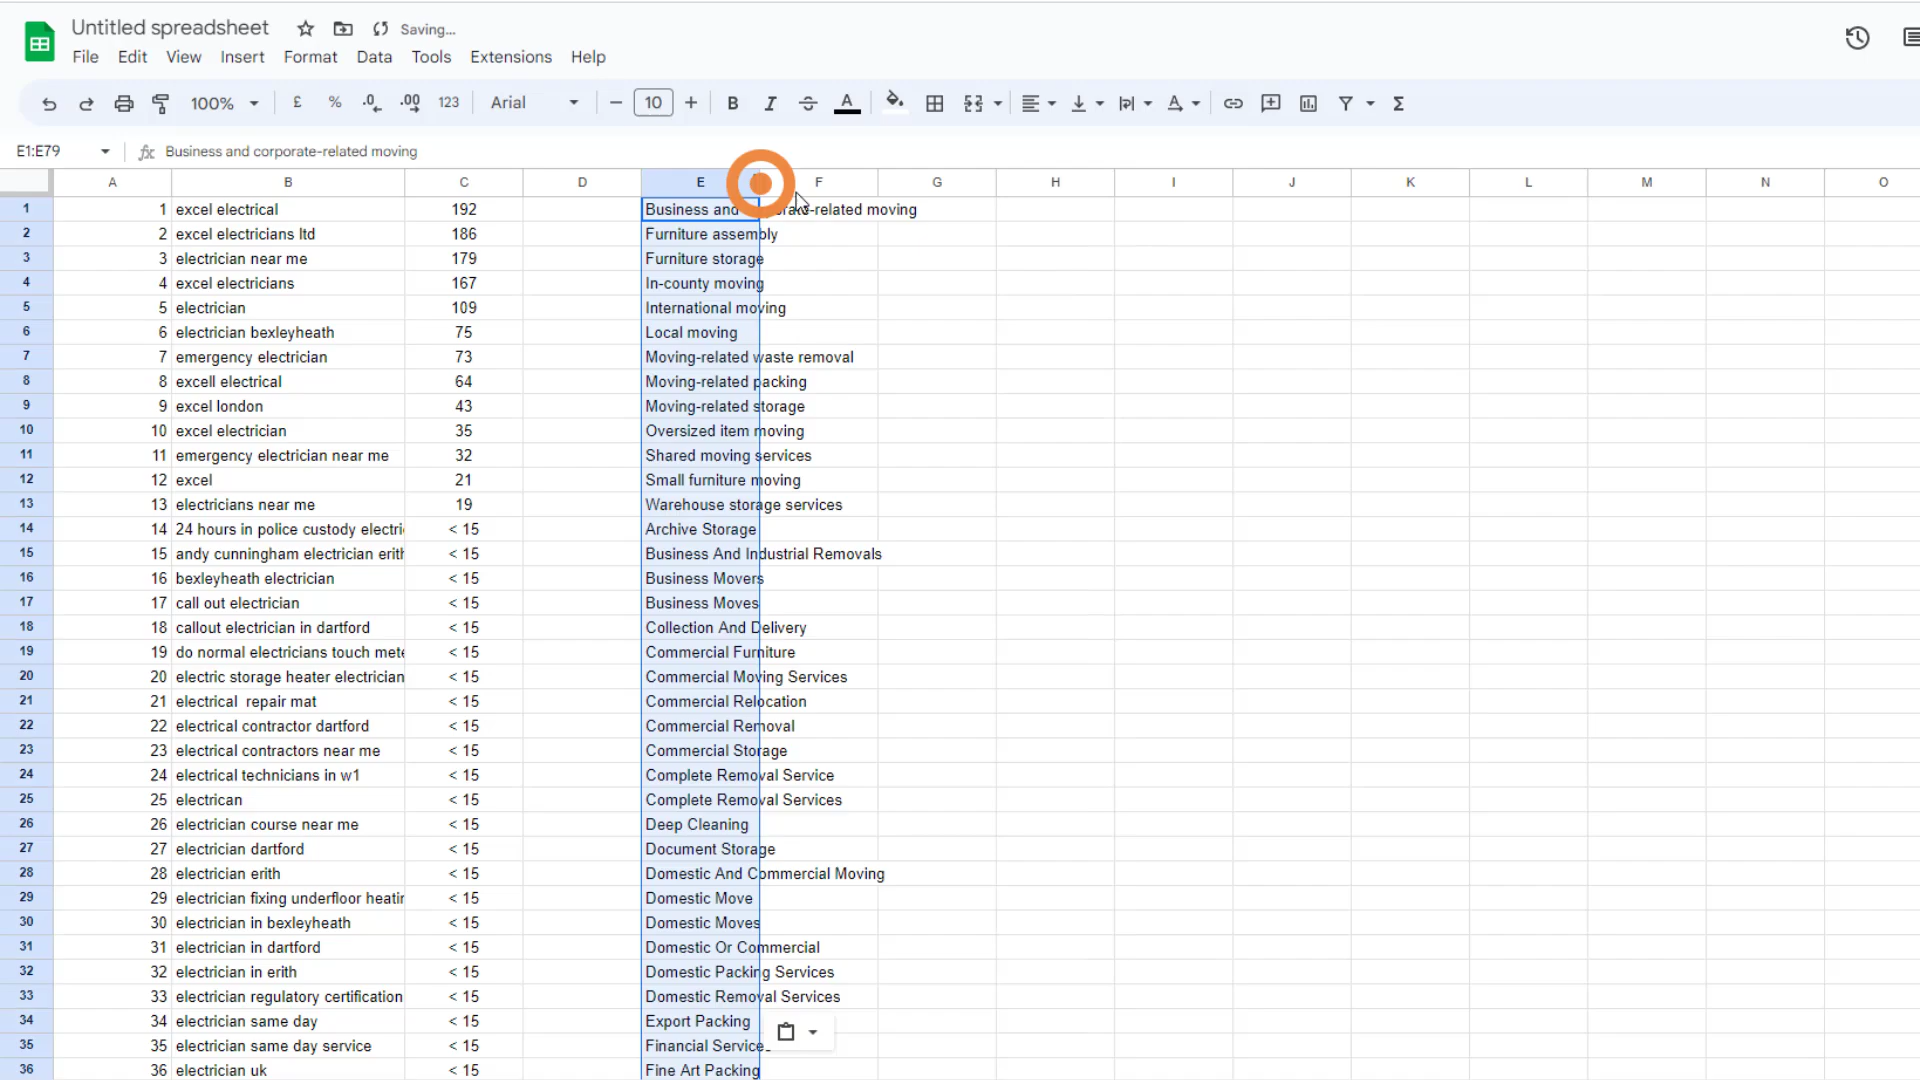 Untitled spreadsheet Saving...
File Edit View Insert Format Data Tools Extensions Help
100% £ % .0 .00 123 Arial 10 B I A Σ
E1:E79 fx Business and corporate-related moving
A B C D E F G H I J K L M N O
1 1 excel electrical 192 Business and -related moving
2 2 excel electricians ltd 186 Furniture assembly
3 3 electrician near me 179 Furniture storage
4 4 excel electricians 167 In-county moving
5 5 electrician 109 International moving
6 6 electrician bexleyheath 75 Local moving
7 7 emergency electrician 73 Moving-related waste removal
8 8 excell electrical 64 Moving-related packing
9 9 excel london 43 Moving-related storage
10 10 excel electrician 35 Oversized item moving
11 11 emergency electrician near me 32 Shared moving services
12 12 excel 21 Small furniture moving
13 13 electricians near me 19 Warehouse storage services
14 14 24 hours in police custody electri < 15 Archive Storage
15 15 andy cunningham electrician erith < 15 Business And Industrial Removals
16 16 bexleyheath electrician < 15 Business Movers
17 17 call out electrician < 15 Business Moves
18 18 callout electrician in dartford < 15 Collection And Delivery
19 19 do normal electricians touch mete < 15 Commercial Furniture
20 20 electric storage heater electrician < 15 Commercial Moving Services
21 21 electrical repair mat < 15 Commercial Relocation
22 22 electrical contractor dartford < 15 Commercial Removal
23 23 electrical contractors near me < 15 Commercial Storage
24 24 electrical technicians in w1 < 15 Complete Removal Service
25 25 electrican < 15 Complete Removal Services
26 26 electrician course near me < 15 Deep Cleaning
27 27 electrician dartford < 15 Document Storage
28 28 electrician erith < 15 Domestic And Commercial Moving
29 29 electrician fixing underfloor heatin < 15 Domestic Move
30 30 electrician in bexleyheath < 15 Domestic Moves
31 31 electrician in dartford < 15 Domestic Or Commercial
32 32 electrician in erith < 15 Domestic Packing Services
33 33 electrician regulatory certification < 15 Domestic Removal Services
34 34 electrician same day < 15 Export Packing
35 35 electrician same day service < 15 Financial Services
36 36 electrician uk < 15 Fine Art Packing